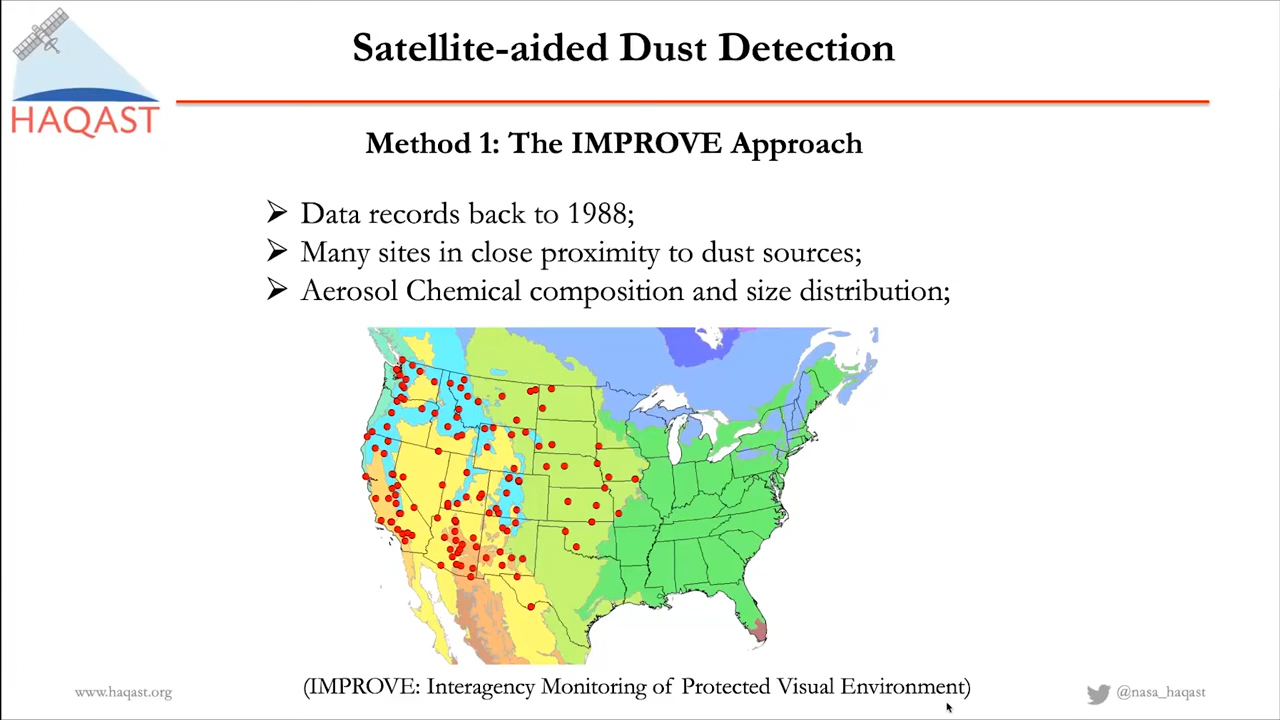 Satellite-aided Dust Detection
HAQAST
Method 1: The IMPROVE Approach
Data records back to 1988;
Many sites in close proximity to dust sources;
Aerosol Chemical composition and size distribution;
(IMPROVE: Interagency Monitoring of Protected Visual Environment)
www.haqast.org
@nasa_haqast